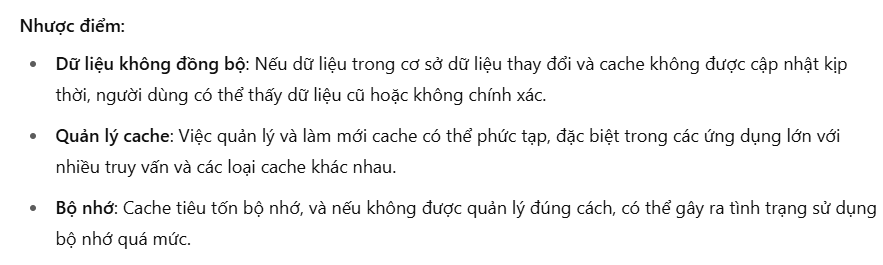 Nhược điểm:
Dữ liệu không đồng bộ: Nếu dữ liệu trong cơ sở dữ liệu thay đổi và cache không được cập nhật kịp
thời, người dùng có thể thấy dữ liệu cũ hoặc không chính xác.
Quản lý cache: Việc quản lý và làm mới cache có thể phức tạp, đặc biệt trong các ứng dụng lớn với
nhiều truy vấn và các loại cache khác nhau.
Bộ nhớ: Cache tiêu tốn bộ nhớ, và nếu không được quản lý đúng cách, có thể gây ra tình trạng sử dụng
bộ nhớ quá mức.